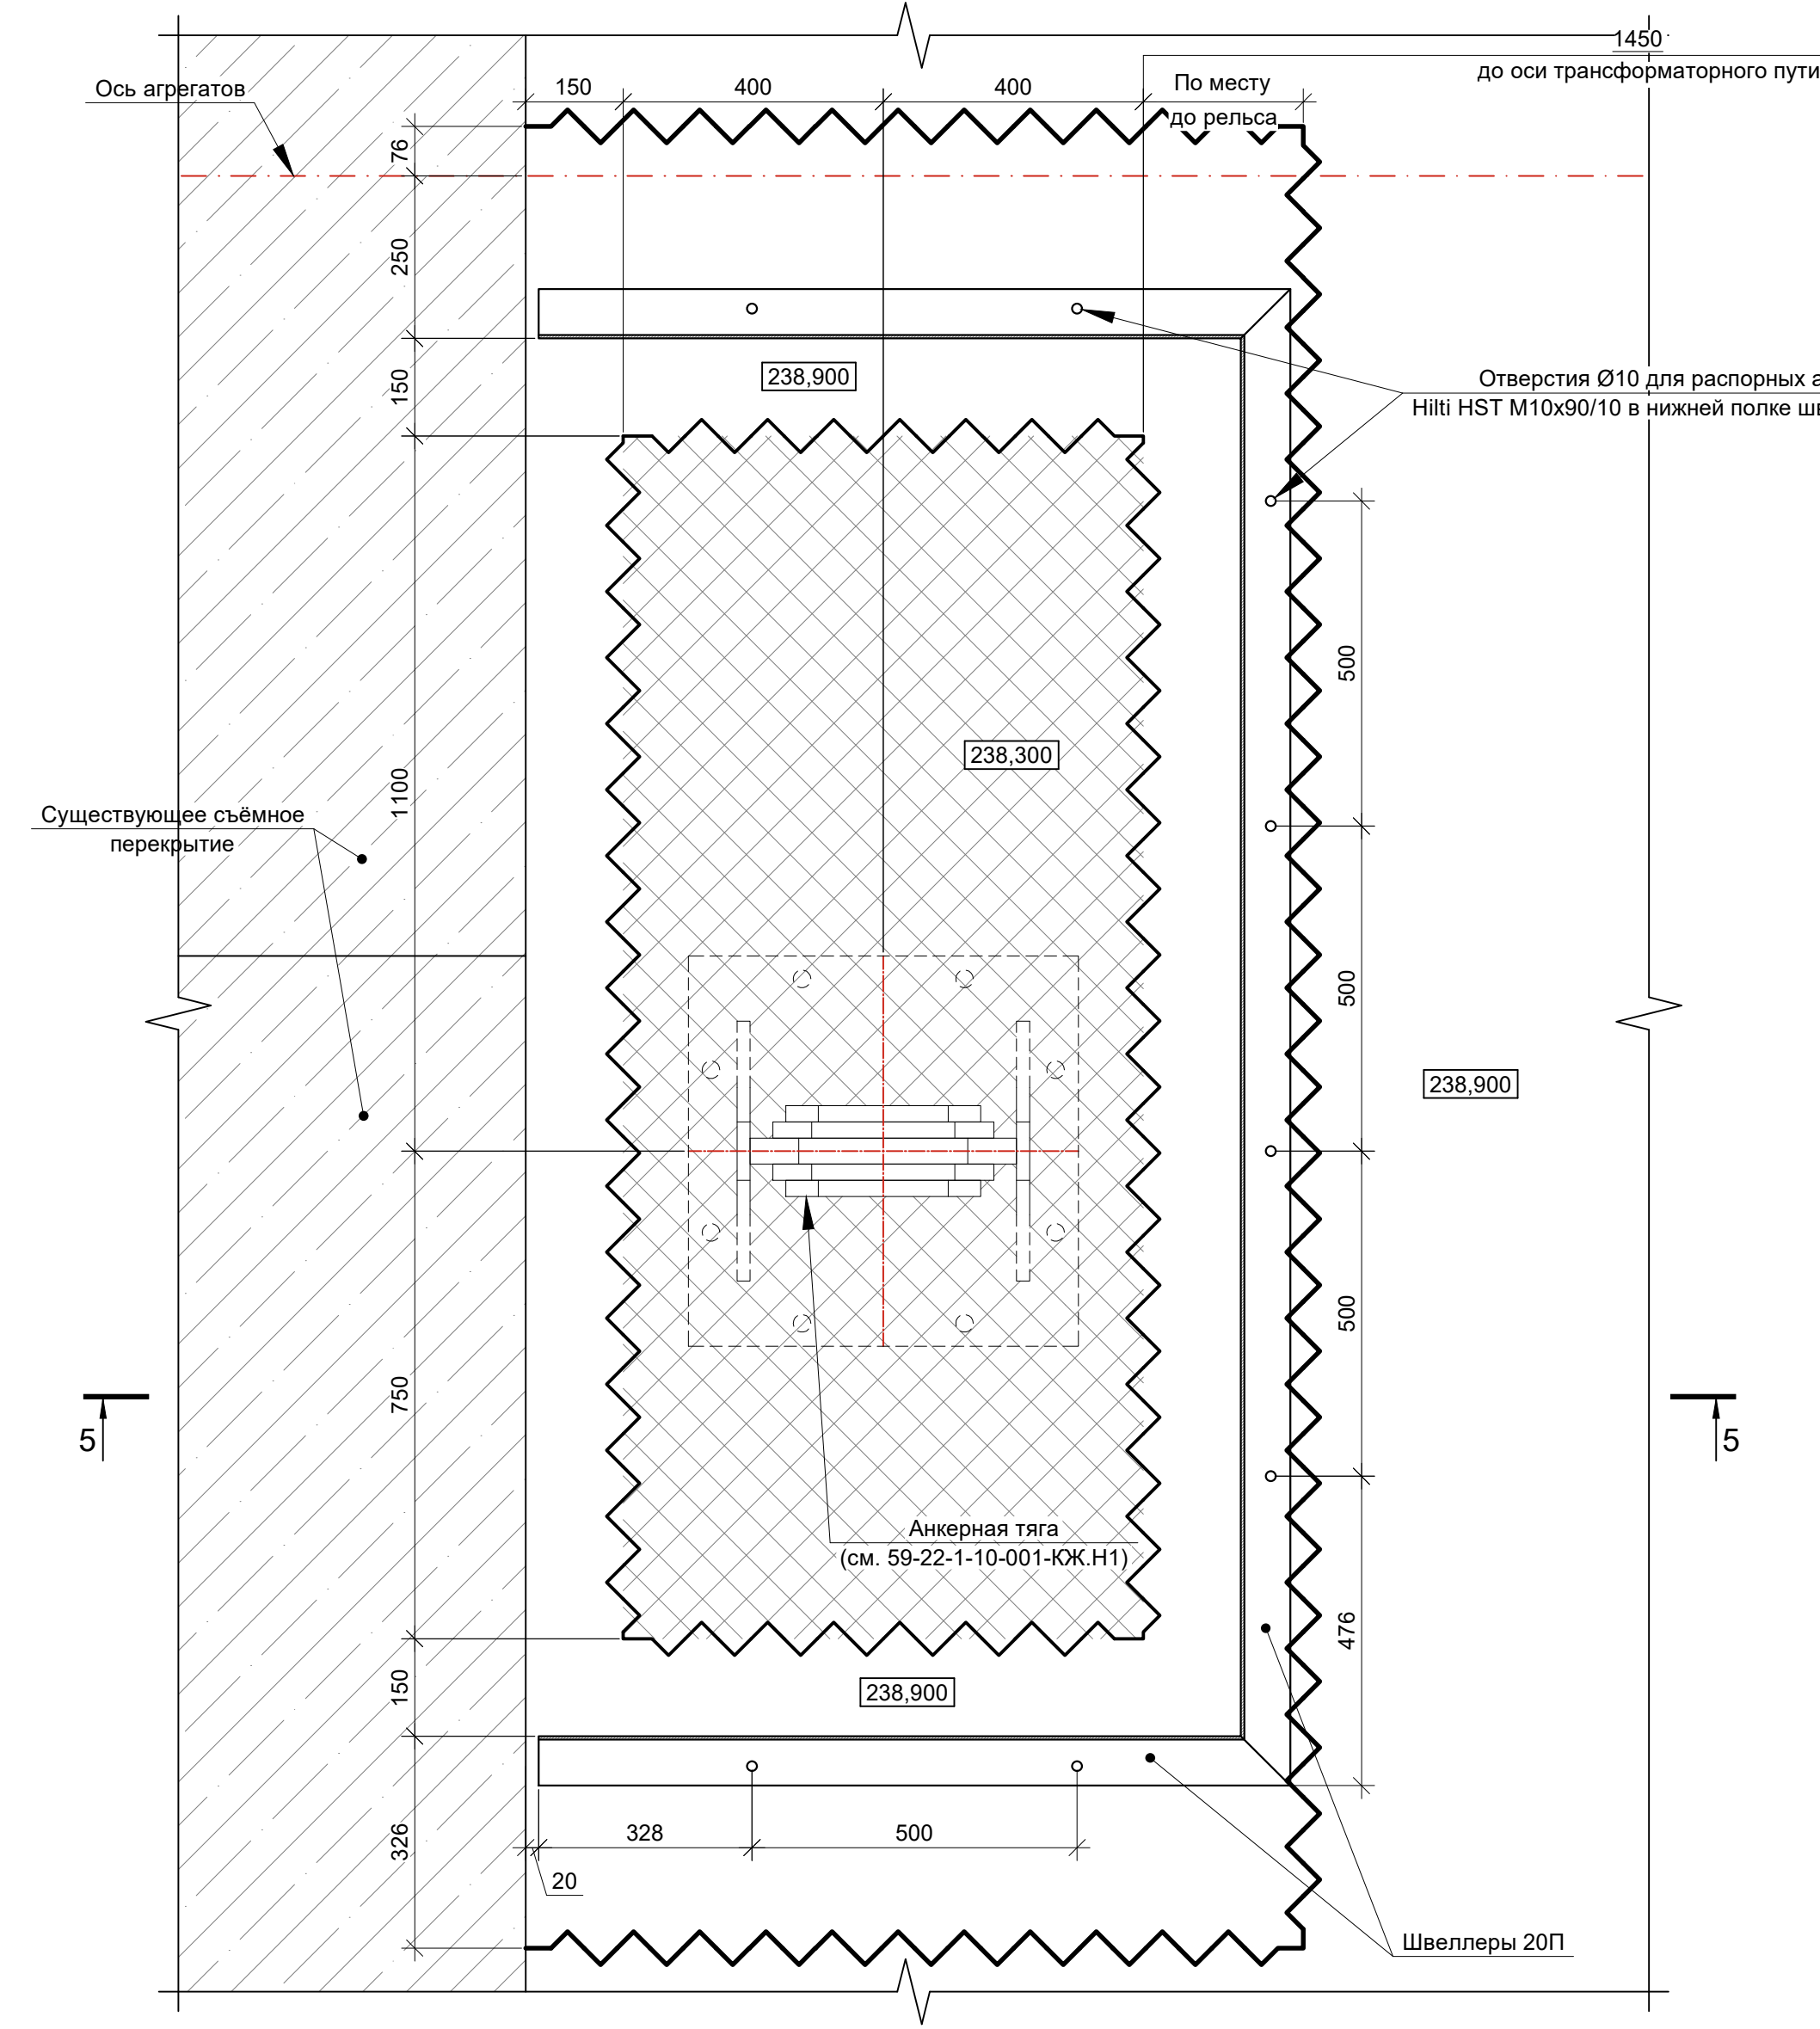 1450
до оси трансформаторного пути
Ось агрегатов
150
400
400
По месту
до рельса
76
250
150
238,900
Отверстия Ø10 для распорных
Hilti HST М10х90/10 в нижней полке
238,300
500
1100
Существующее съёмное
перекрытие
500
238,900
500
750
5
5
Анкерная тяга
(см. 59-22-1-10-001-КЖ.Н1)
476
150
238,900
326
328
500
20
Швеллеры 20П